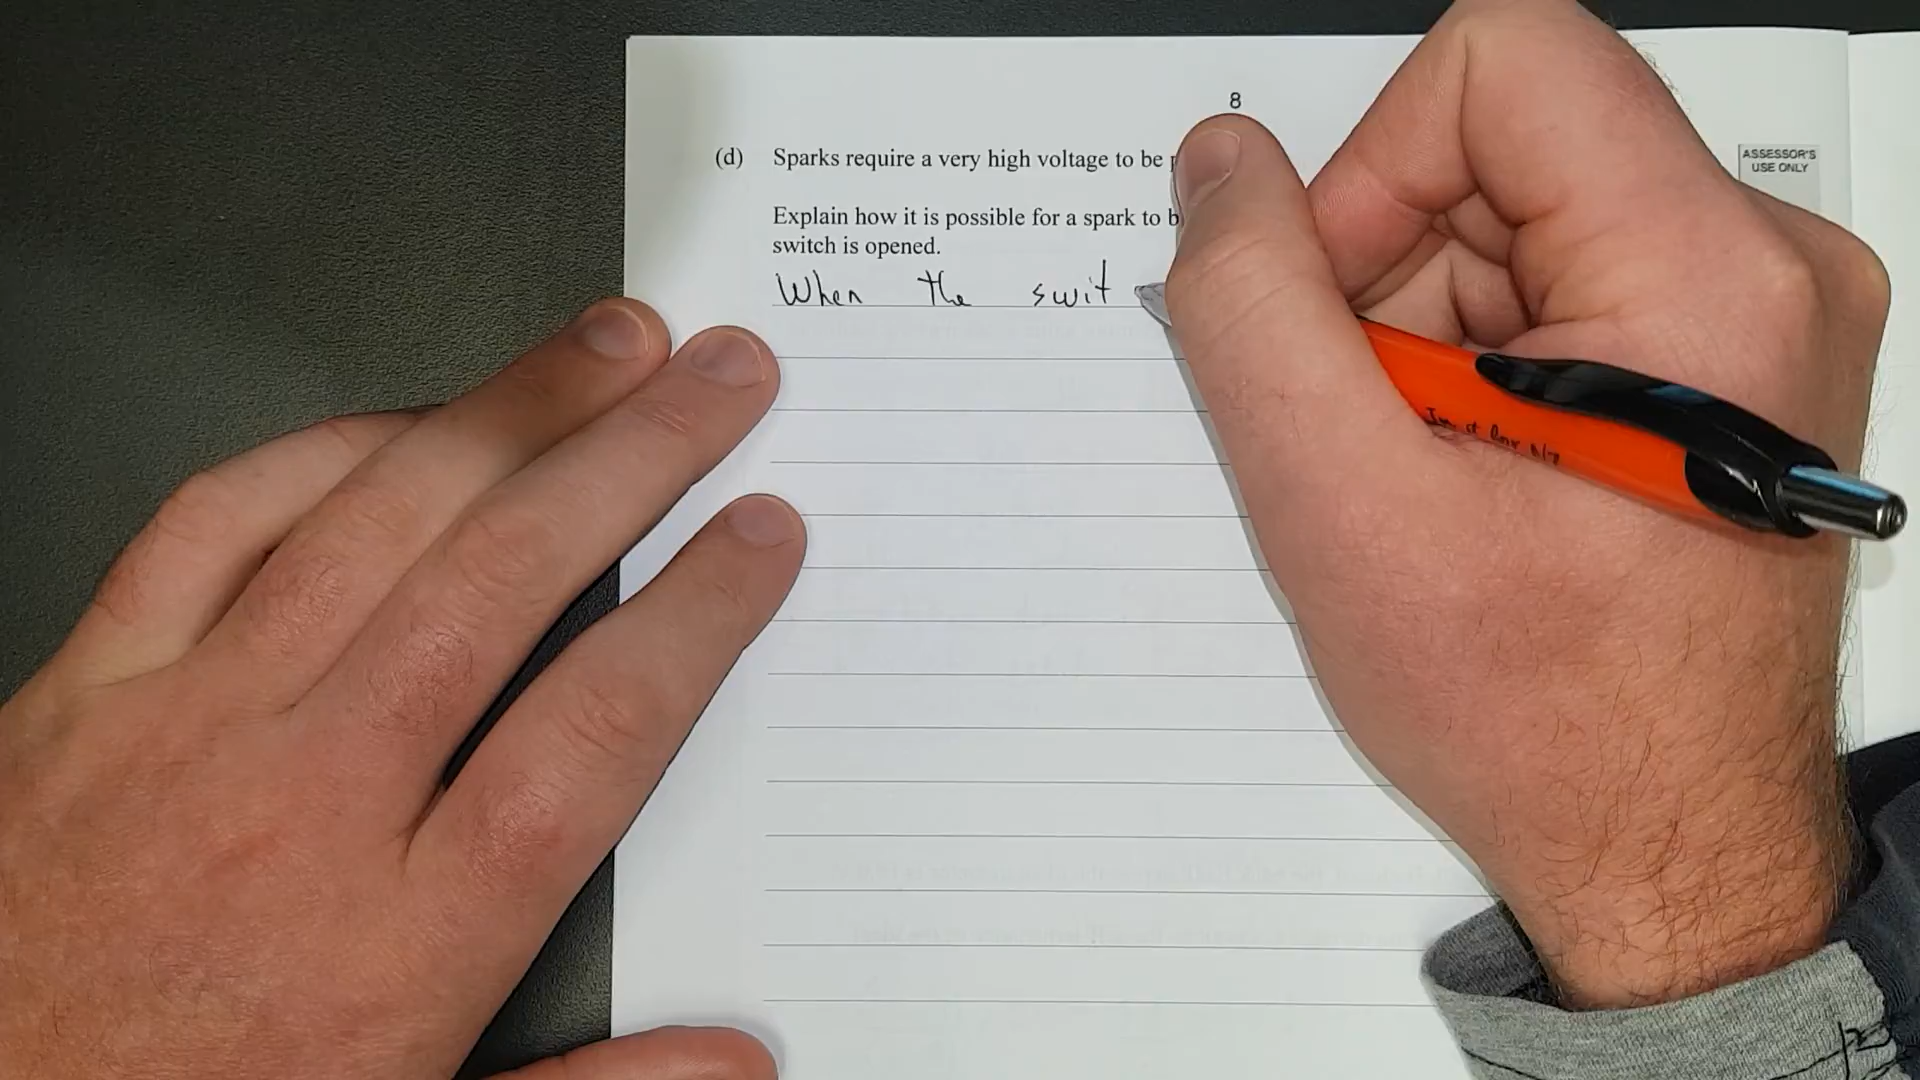 8
ASSESSOR'S
USE ONLY
(d) Sparks require a very high voltage to be
Explain how it is possible for a spark to
switch is opened.
When the swit